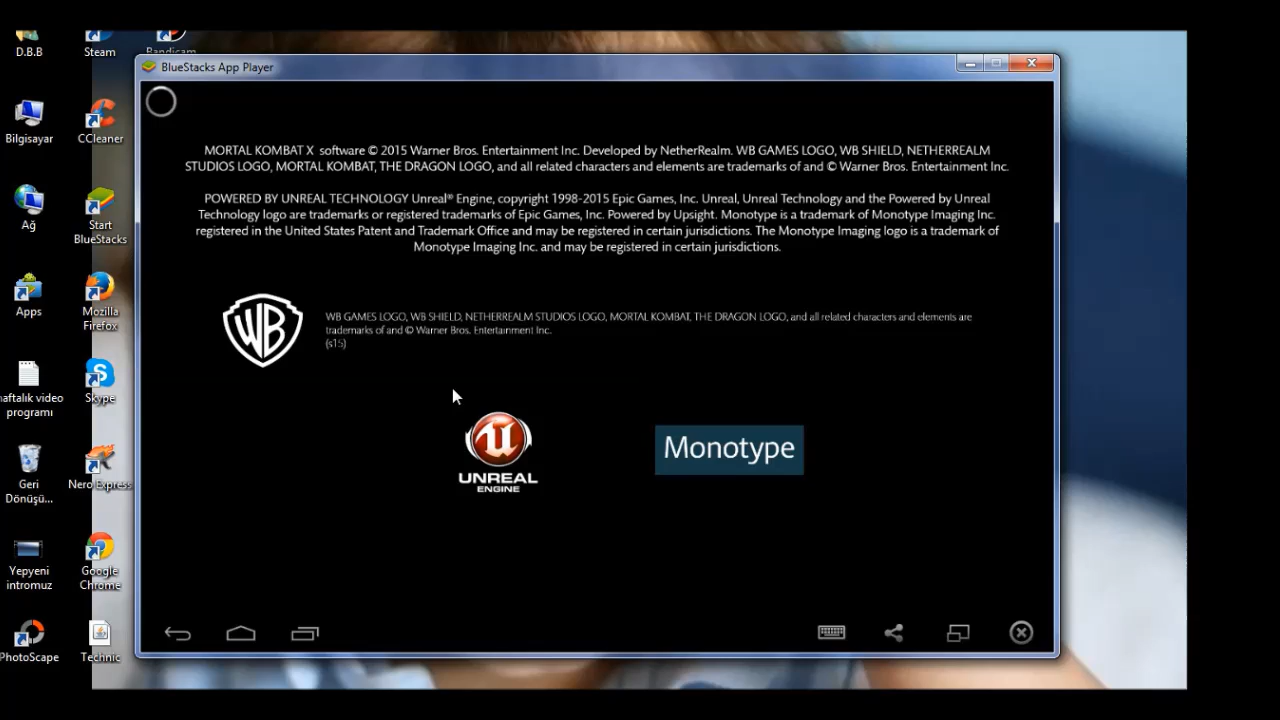 D.B.B
Steam
Bandicam
BlueStacks App Player
Bilgisayar
CCleaner
Ağ
Start
BlueStacks
Apps
Mozilla
Firefox
haftalık video
programı
Skype
Geri
Dönüşü...
Nero Express
Yepyeni
intromuz
Google
Chrome
PhotoScape
Technic
MORTAL KOMBAT X software © 2015 Warner Bros. Entertainment Inc. Developed by NetherRealm. WB GAMES LOGO, WB SHIELD, NETHERREALM
STUDIOS LOGO, MORTAL KOMBAT, THE DRAGON LOGO, and all related characters and elements are trademarks of and © Warner Bros. Entertainment Inc.
POWERED BY UNREAL TECHNOLOGY Unreal® Engine, copyright 1998-2015 Epic Games, Inc. Unreal, Unreal Technology and the Powered by Unreal
Technology logo are trademarks or registered trademarks of Epic Games, Inc. Powered by Upsight. Monotype is a trademark of Monotype Imaging Inc.
registered in the United States Patent and Trademark Office and may be registered in certain jurisdictions. The Monotype Imaging logo is a trademark of
Monotype Imaging Inc. and may be registered in certain jurisdictions.
WB
WB GAMES LOGO, WB SHIELD, NETHERREALM STUDIOS LOGO, MORTAL KOMBAT, THE DRAGON LOGO, and all related characters and elements are
trademarks of and © Warner Bros. Entertainment Inc.
(s15)
UNREAL
ENGINE
Monotype